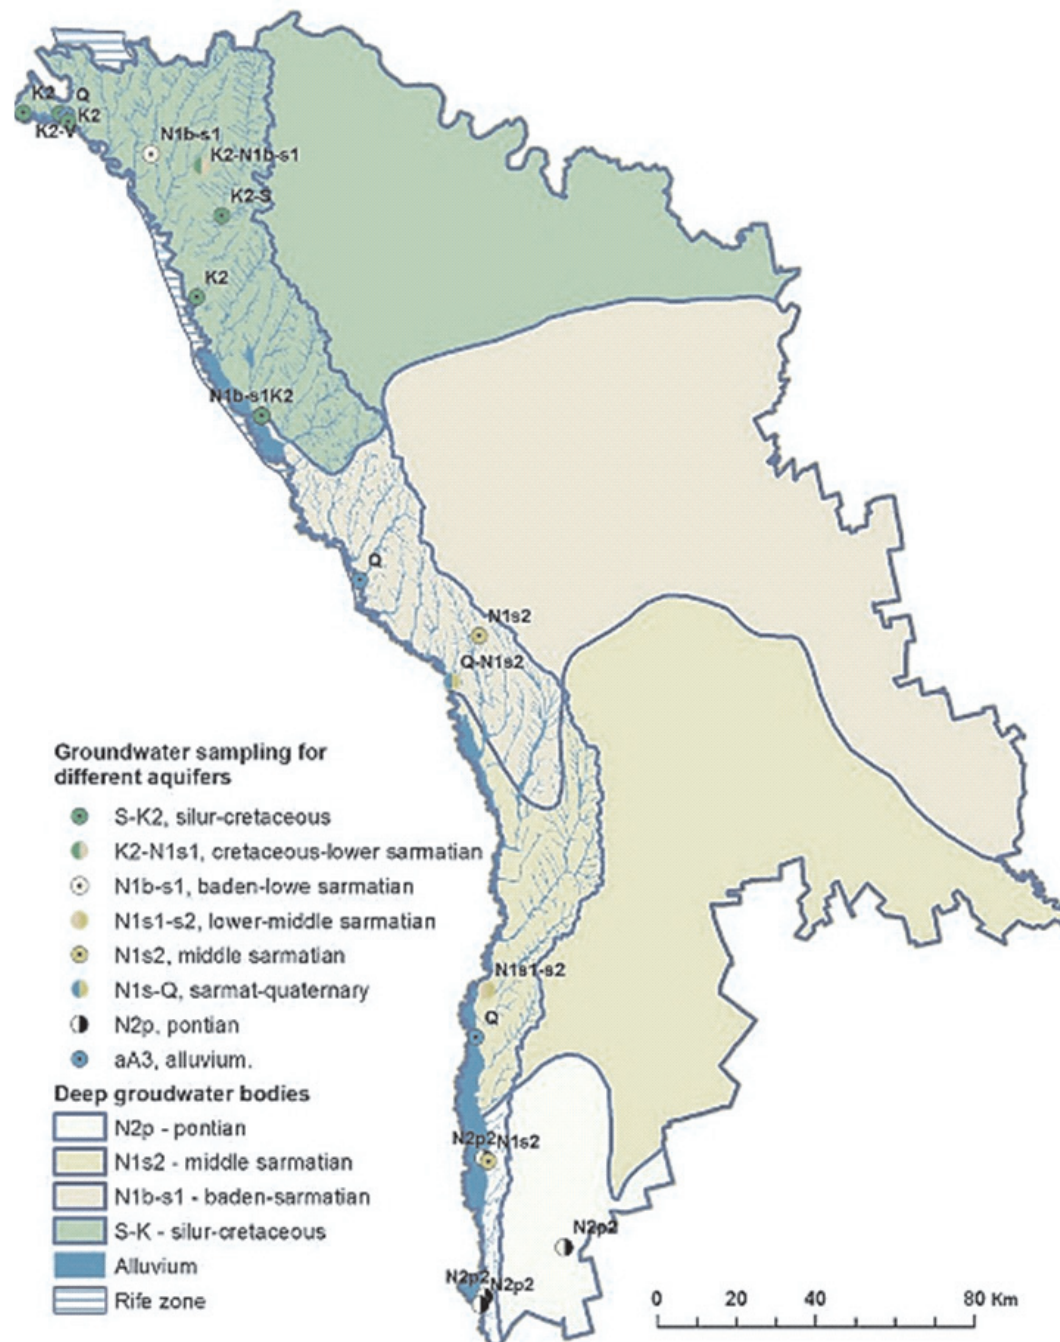 K2 Q
K2
K2-V
N1b-s1
K2-N1b-s1
K2-S
K2
N1b-s1K2
Q
N1s2
Q-N1s2
Groundwater sampling for
different aquifers
S-K2, silur-cretaceous
K2-N1s1, cretaceous-lower sarmatian
N1b-s1, baden-lowe sarmatian
N1s1-s2, lower-middle sarmatian
N1s2, middle sarmatian
N1s-Q, sarmat-quaternary
N2p, pontian
aA3, alluvium.
Deep groudwater bodies
N2p - pontian
N1s2 - middle sarmatian
N1b-s1 - baden-sarmatian
S-K - silur-cretaceous
Alluvium
Rife zone
N1s1-s2
Q
N2p2 N1s2
N2p2
N2p2
N2p2
0 20 40 80 Km